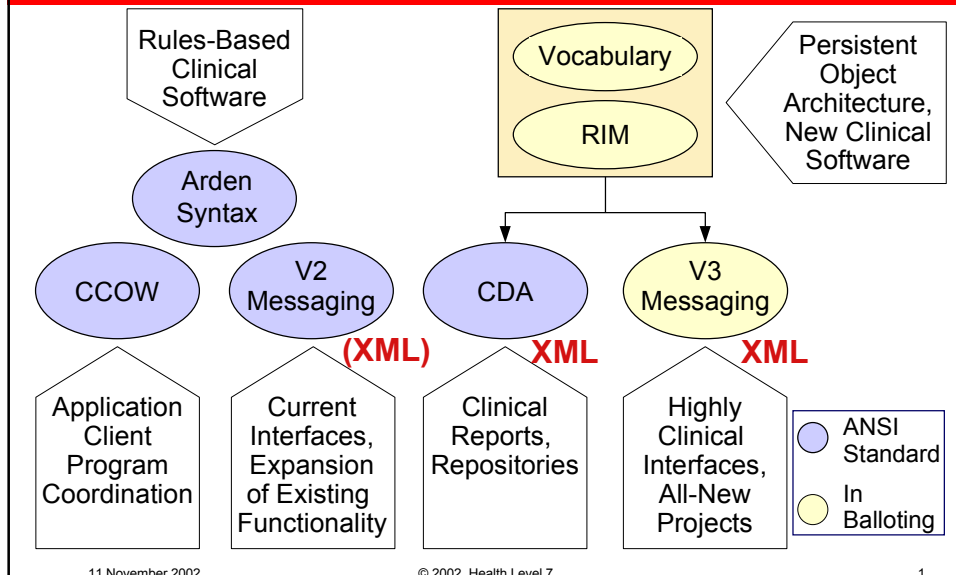 Rules-Based
Clinical
Software
Vocabulary
RIM
Persistent
Object
Architecture,
New Clinical
Software
Arden
Syntax
CCOW
V2
Messaging
(XML)
CDA
XML
V3
Messaging
XML
Application
Client
Program
Coordination
Current
Interfaces,
Expansion
of Existing
Functionality
Clinical
Reports,
Repositories
Highly
Clinical
Interfaces,
All-New
Projects
ANSI
Standard
In
Balloting
11 November 2002
© 2002, Health Level 7
1